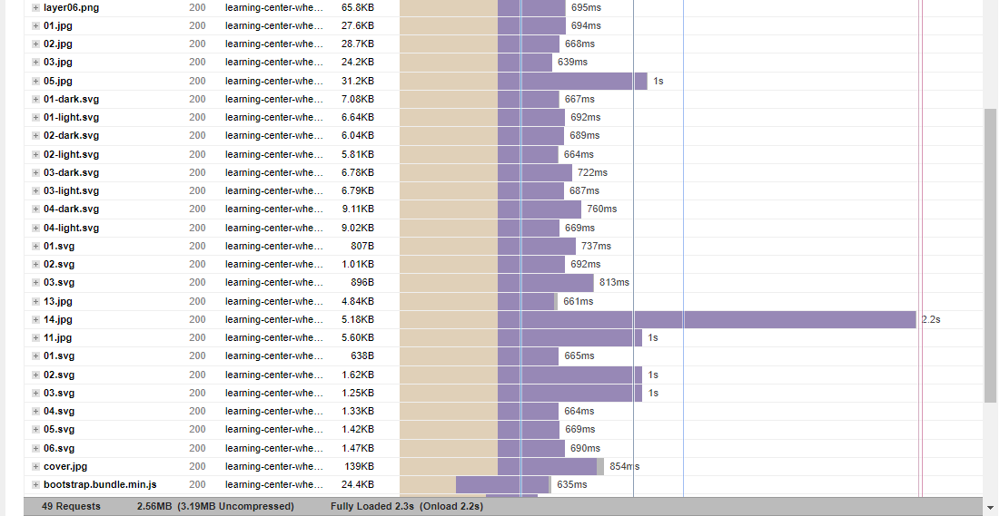 layer06.png 200 learning-center-whe... 65.8KB 695ms
01.jpg 200 learning-center-whe... 27.6KB 694ms
02.jpg 200 learning-center-whe... 28.7KB 668ms
03.jpg 200 learning-center-whe... 24.2KB 639ms
05.jpg 200 learning-center-whe... 31.2KB 1s
01-dark.svg 200 learning-center-whe... 7.08KB 667ms
01-light.svg 200 learning-center-whe... 6.64KB 692ms
02-dark.svg 200 learning-center-whe... 6.04KB 689ms
02-light.svg 200 learning-center-whe... 5.81KB 664ms
03-dark.svg 200 learning-center-whe... 6.78KB 722ms
03-light.svg 200 learning-center-whe... 6.79KB 687ms
04-dark.svg 200 learning-center-whe... 9.11KB 760ms
04-light.svg 200 learning-center-whe... 9.02KB 669ms
01.svg 200 learning-center-whe... 807B 737ms
02.svg 200 learning-center-whe... 1.01KB 692ms
03.svg 200 learning-center-whe... 896B 813ms
13.jpg 200 learning-center-whe... 4.84KB 661ms
14.jpg 200 learning-center-whe... 5.18KB 2.2s
11.jpg 200 learning-center-whe... 5.60KB 1s
01.svg 200 learning-center-whe... 638B 665ms
02.svg 200 learning-center-whe... 1.62KB 1s
03.svg 200 learning-center-whe... 1.25KB 1s
04.svg 200 learning-center-whe... 1.33KB 664ms
05.svg 200 learning-center-whe... 1.42KB 669ms
06.svg 200 learning-center-whe... 1.47KB 690ms
cover.jpg 200 learning-center-whe... 139KB 854ms
bootstrap.bundle.min.js 200 learning-center-whe... 24.4KB 635ms
49 Requests 2.56MB (3.19MB Uncompressed) Fully Loaded 2.3s (Onload 2.2s)